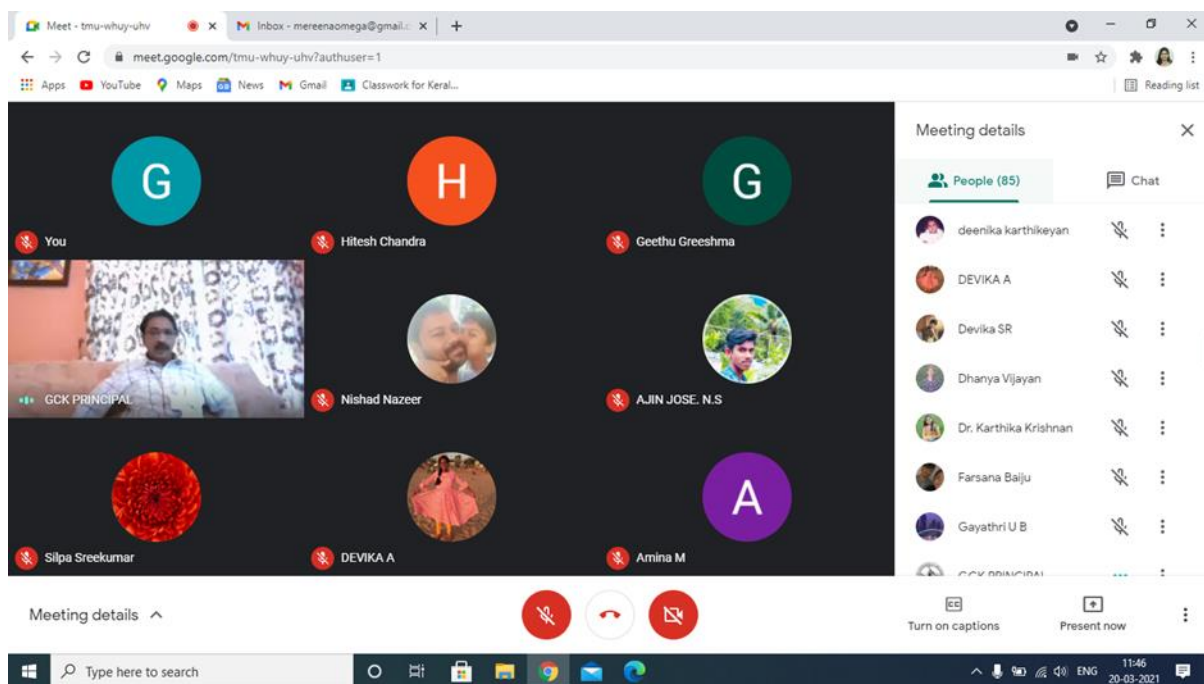 Meet - tmu-whuy-uhv
Inbox - mereenaomega@gmail.c
meet.google.com/tmu-whuy-uhv?authuser=1
Apps YouTube Maps News Gmail Classwork for Keral... Reading list
Meeting details
People (85) Chat
G
You
H
Hitesh Chandra
G
Geethu Greeshma
GCK PRINCIPAL
Nishad Nazeer
AJIN JOSE. N.S
Silpa Sreekumar
DEVIKA A
A
Amina M
deenika karthikeyan
DEVIKA A
Devika SR
Dhanya Vijayan
Dr. Karthika Krishnan
Farsana Baiju
Gayathri U B
GCK PRINCIPAL
Meeting details
CC
Turn on captions
Present now
Type here to search
ENG
11:46
20-03-2021